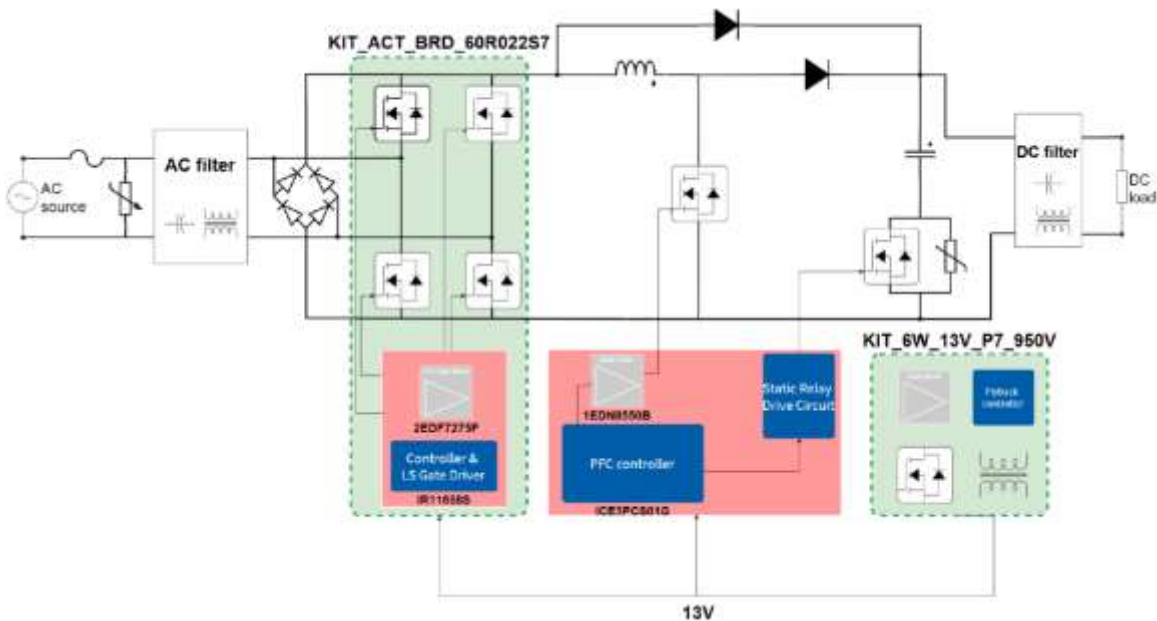 KIT_ACT_BRD_60R022S7
AC filter
DC filter
AC
source
DC
load
KIT_6W_13V_P7_950V
Flyback
controller
Static Relay
Drive Circuit
1EDN8550B
2EDF7275F
PFC controller
Controller &
LS Gate Driver
IR11688S
ICE3PCS01G
13V